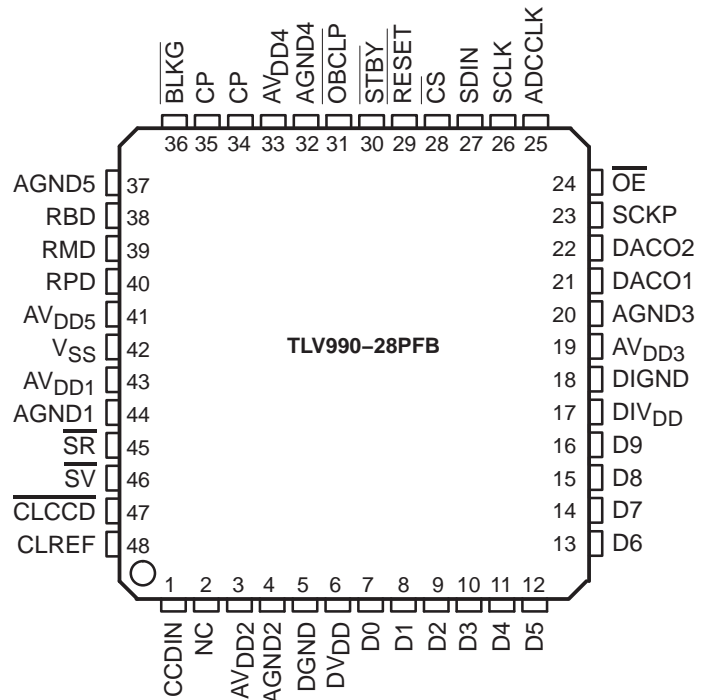 BLKG CP CP AVDD4 AGND4 OBCLP STBY RESET CS SDIN SCLK ADCCLK
36 35 34 33 32 31 30 29 28 27 26 25
AGND5 37
RBD 38
RMD 39
RPD 40
AVDD5 41
VSS 42
AVDD1 43
AGND1 44
SR 45
SV 46
CLCCD 47
CLREF 48
TLV990–28PFB
24 OE
23 SCKP
22 DACO2
21 DACO1
20 AGND3
19 AVDD3
18 DIGND
17 DIVDD
16 D9
15 D8
14 D7
13 D6
1 2 3 4 5 6 7 8 9 10 11 12
CCDIN NC AVDD2 AGND2 DGND DVDD D0 D1 D2 D3 D4 D5